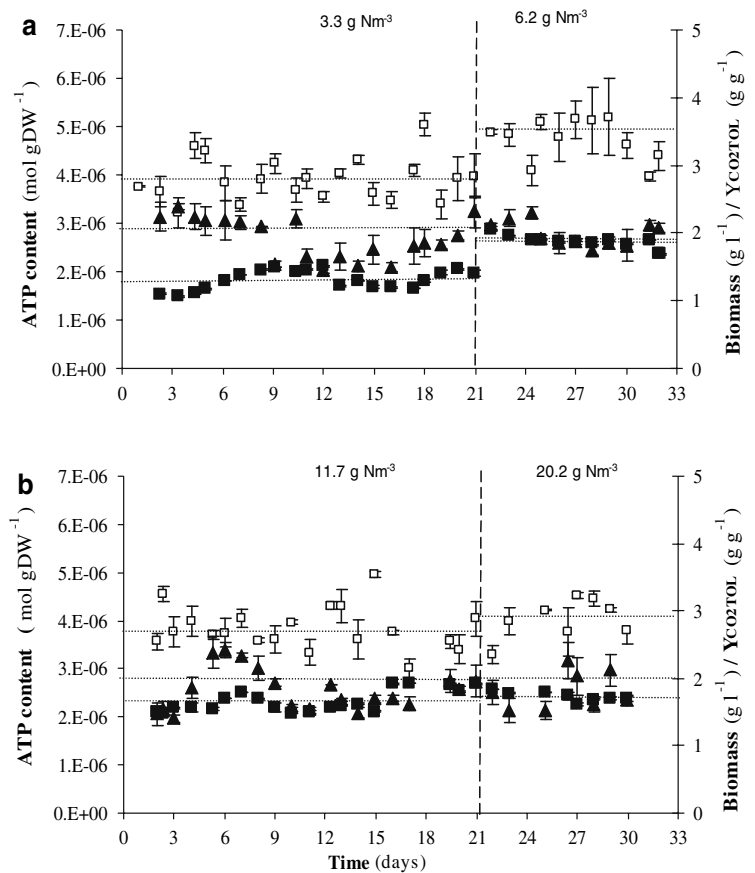 a
3.3 g Nm-3
6.2 g Nm-3
7.E-06
6.E-06
5.E-06
4.E-06
3.E-06
2.E-06
1.E-06
0.E+00
ATP content (mol gDW -1)
5
4
3
2
1
0
Biomass (g l-1) / YCO2TOL (g g-1)
0 3 6 9 12 15 18 21 24 27 30 33
b
11.7 g Nm-3
20.2 g Nm-3
7.E-06
6.E-06
5.E-06
4.E-06
3.E-06
2.E-06
1.E-06
0.E+00
ATP content ( mol gDW -1)
5
4
3
2
1
0
Biomass (g l-1) / YCO2TOL (g g-1)
0 3 6 9 12 15 18 21 24 27 30 33
Time (days)